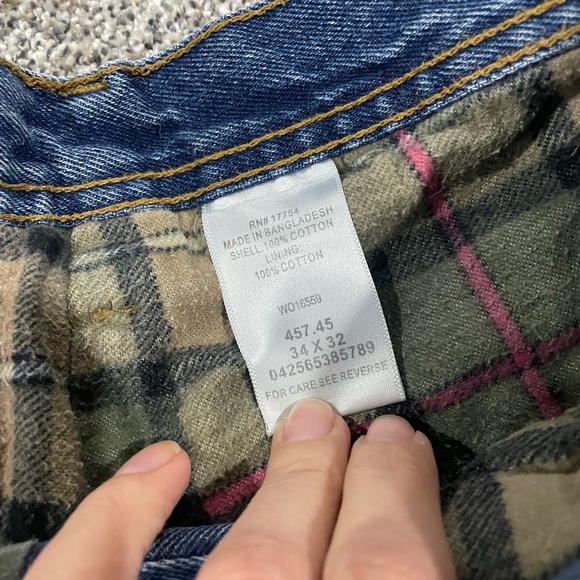 RN# 17754
MADE IN BANGLADESH
SHELL: 100% COTTON
LINING:
100% COTTON
WO16559
457.45
34 X 32
042565385789
FOR CARE SEE REVERSE